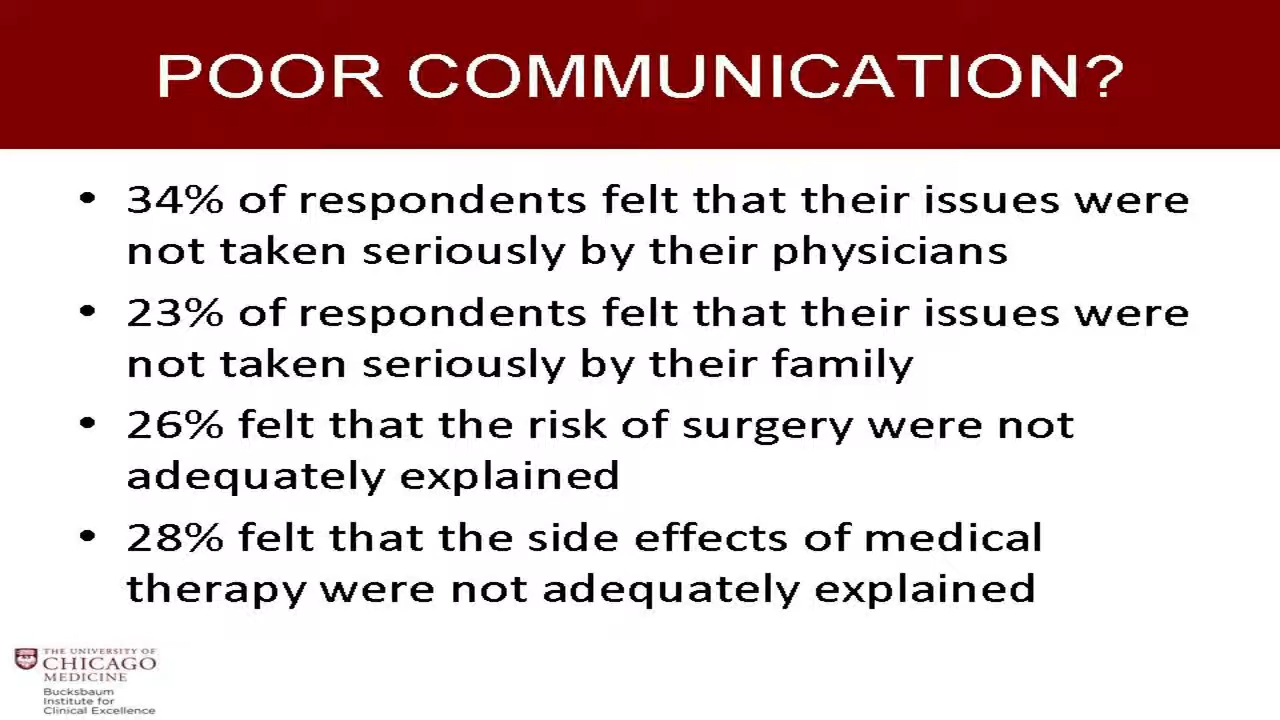 POOR COMMUNICATION?
• 34% of respondents felt that their issues were
not taken seriously by their physicians
• 23% of respondents felt that their issues were
not taken seriously by their family
• 26% felt that the risk of surgery were not
adequately explained
• 28% felt that the side effects of medical
therapy were not adequately explained
THE UNIVERSITY OF
CHICAGO
MEDICINE
Bucksbaum
Institute for
Clinical Excellence